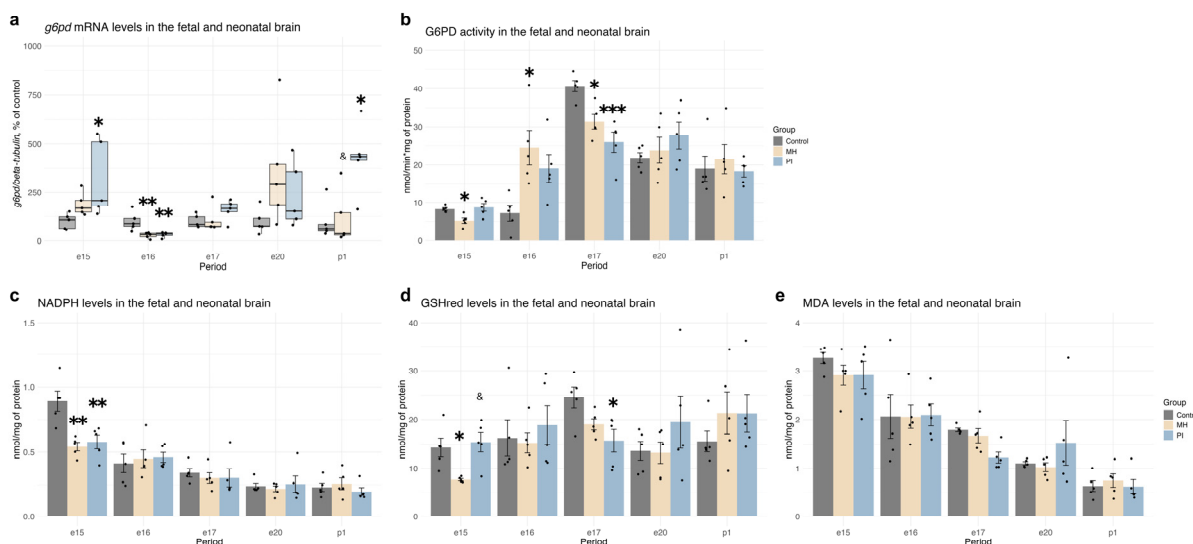 a
g6pd mRNA levels in the fetal and neonatal brain
g6pd/beta-tubulin, % of control
1000
750
500
250
0
*
**
**
&
*
e15
e16
e17
e20
p1
Period
b
G6PD activity in the fetal and neonatal brain
nmol/min*mg of protein
50
40
30
20
10
0
*
*
*
***
e15
e16
e17
e20
p1
Period
Group
Control
MH
PI
c
NADPH levels in the fetal and neonatal brain
nmol/mg of protein
1.5
1.0
0.5
0.0
**
**
e15
e16
e17
e20
p1
Period
d
GSHred levels in the fetal and neonatal brain
nmol/mg of protein
40
30
20
10
0
*
&
*
e15
e16
e17
e20
p1
Period
e
MDA levels in the fetal and neonatal brain
nmol/mg of protein
4
3
2
1
0
e15
e16
e17
e20
p1
Period
Group
Contro
MH
PI